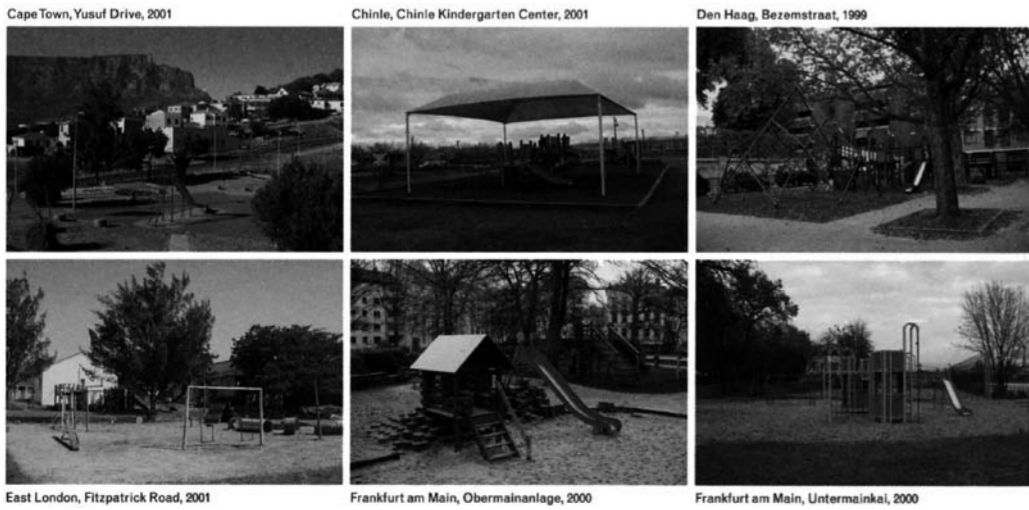 Cape Town, Yusuf Drive, 2001
Chinle, Chinle Kindergarten Center, 2001
Den Haag, Bezemstraat, 1999
East London, Fitzpatrick Road, 2001
Frankfurt am Main, Obermainanlage, 2000
Frankfurt am Main, Untermainkai, 2000